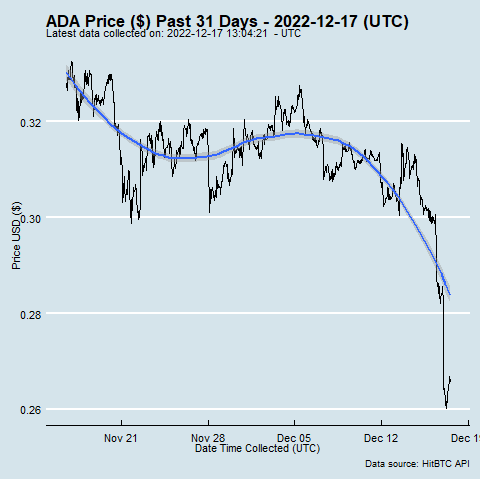 ADA Price ($) Past 31 Days - 2022-12-17 (UTC)
Latest data collected on: 2022-12-17 13:04:21 - UTC
0.32
0.30
0.28
0.26
Price USD ($)
Nov 21
Nov 28
Dec 05
Dec 12
Dec 19
Date Time Collected (UTC)
Data source: HitBTC API